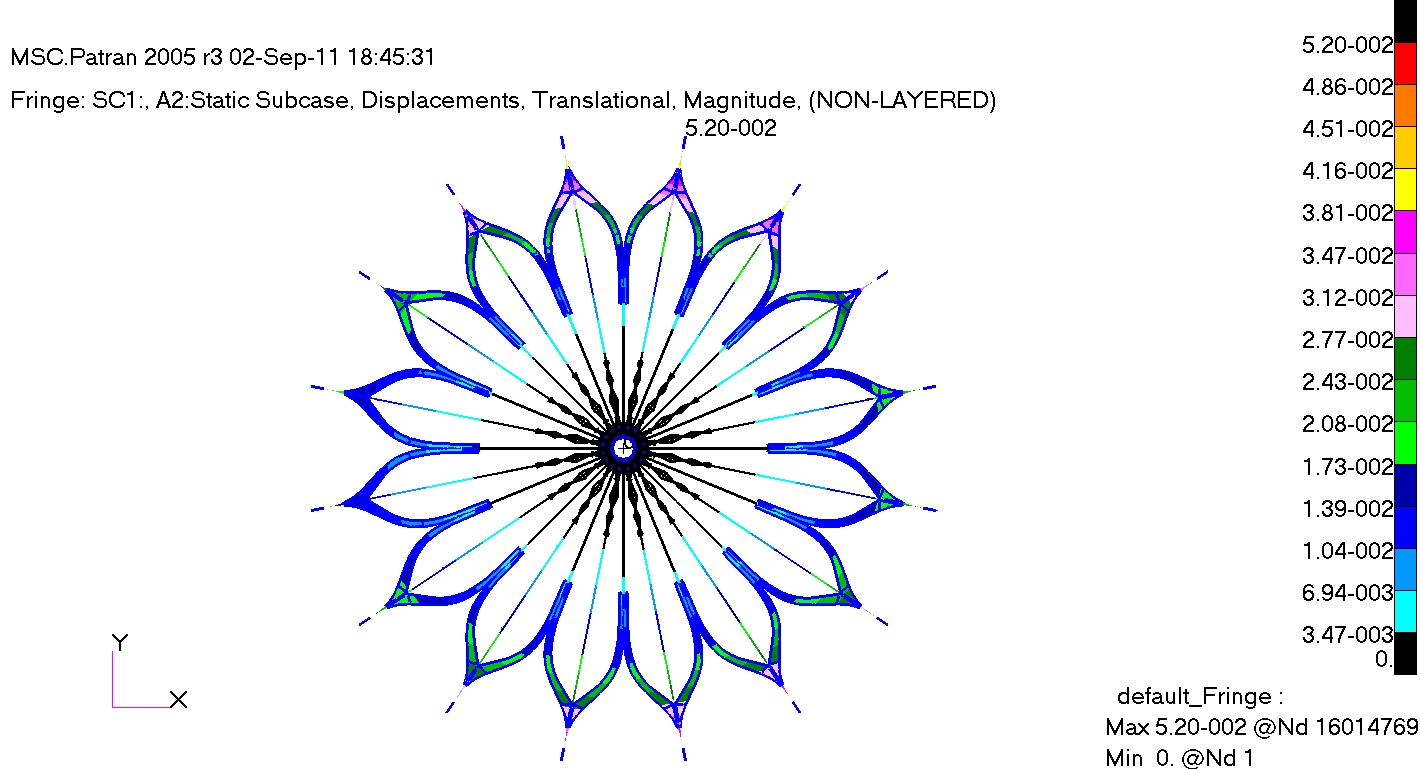 MSC.Patran 2005 r3 02-Sep-11 18:45:31
Fringe: SC1:, A2:Static Subcase, Displacements, Translational, Magnitude, (NON-LAYERED)
5.20-002
5.20-002
4.86-002
4.51-002
4.16-002
3.81-002
3.47-002
3.12-002
2.77-002
2.43-002
2.08-002
1.73-002
1.39-002
1.04-002
6.94-003
3.47-003
0.
Y
X
default_Fringe :
Max 5.20-002 @Nd 16014769
Min 0. @Nd 1